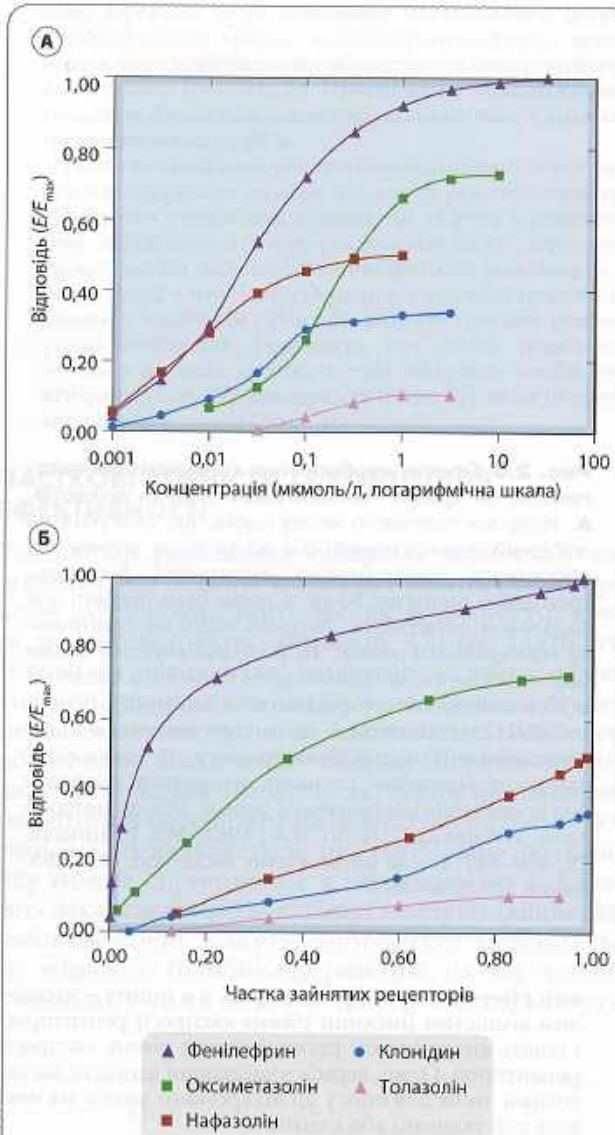 А
Відповідь (E/Emax)
1,00
0,80
0,60
0,40
0,20
0,00
0,001
0,01
0,1
1
10
100
Концентрація (мкмоль/л, логарифмічна шкала)
Б
Відповідь (E/Emax)
1,00
0,80
0,60
0,40
0,20
0,00
0
0,20
0,40
0,60
0,80
1,00
Частка зайнятих рецепторів
Фенілефрин
Клонідин
Оксиметазолін
Толазолін
Нафазолін